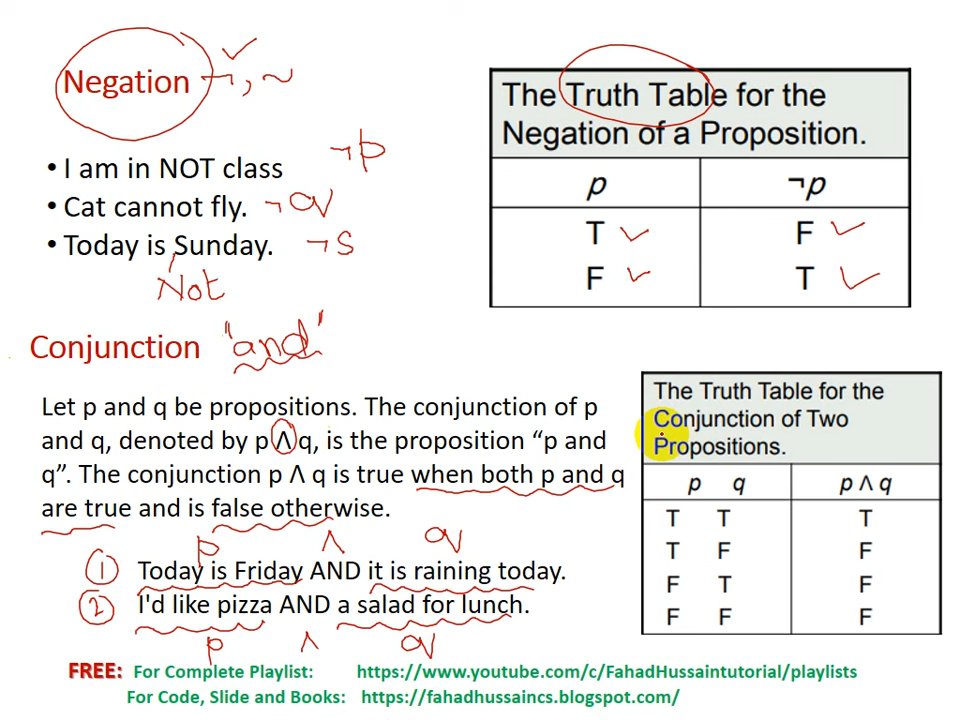 Negation ¬, ~
• I am in NOT class ¬p
• Cat cannot fly. ¬q
• Today is Sunday. ¬s
Not
The Truth Table for the
Negation of a Proposition.
p ¬p
T F
F T
Conjunction "and"
Let p and q be propositions. The conjunction of p
and q, denoted by p ∧ q, is the proposition “p and
q”. The conjunction p ∧ q is true when both p and q
are true and is false otherwise.
p ∧ q
1 Today is Friday AND it is raining today.
2 I'd like pizza AND a salad for lunch.
p ∧ q
The Truth Table for the
Conjunction of Two
Propositions.
p q p ∧ q
T T T
T F F
F T F
F F F
FREE: For Complete Playlist: https://www.youtube.com/c/FahadHussaintutorial/playlists
For Code, Slide and Books: https://fahadhussaincs.blogspot.com/